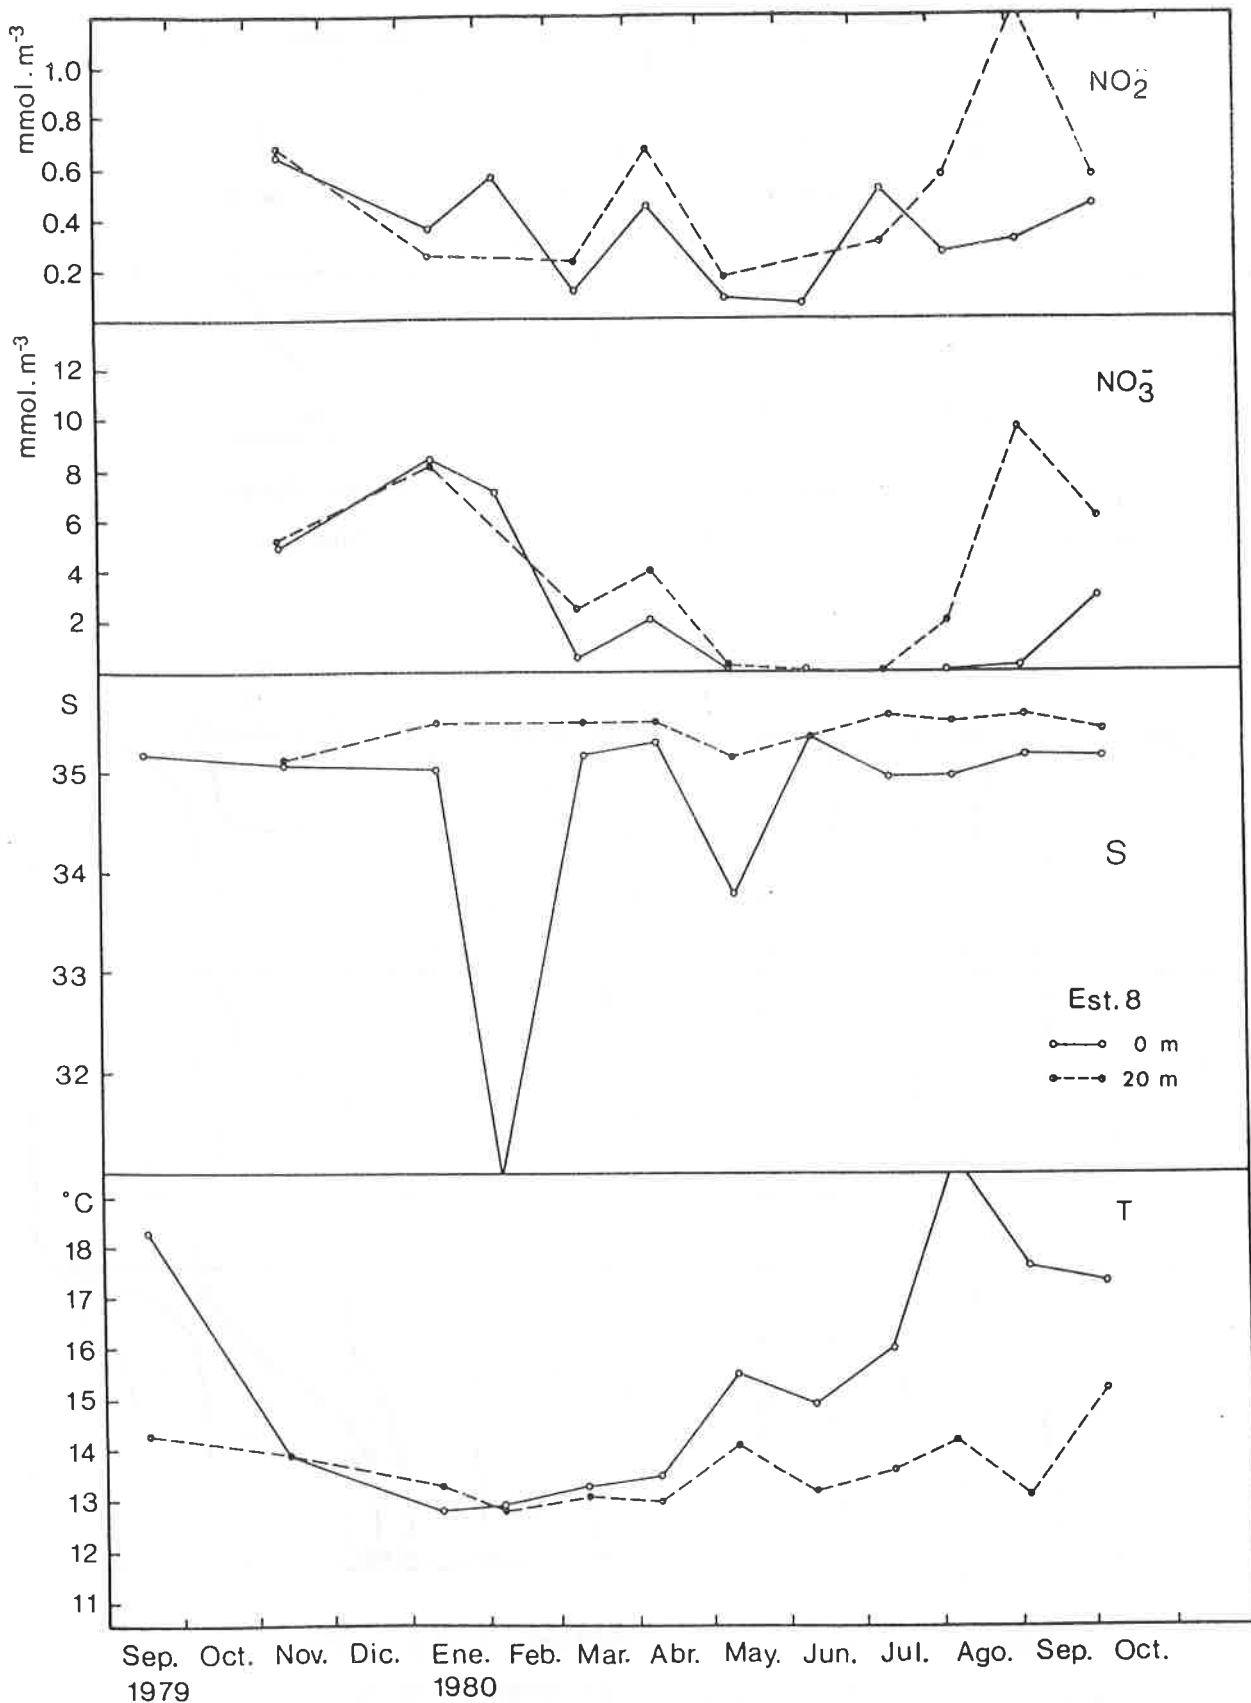 mmol.m⁻³
1.0
0.8
0.6
0.4
0.2
NO₂⁻
mmol.m⁻³
12
10
8
6
4
2
NO₃⁻
S
35
34
33
32
S
Est.8
0 m
20 m
°C
18
17
16
15
14
13
12
11
T
Sep. Oct. Nov. Dic. Ene. Feb. Mar. Abr. May. Jun. Jul. Ago. Sep. Oct.
1979 1980